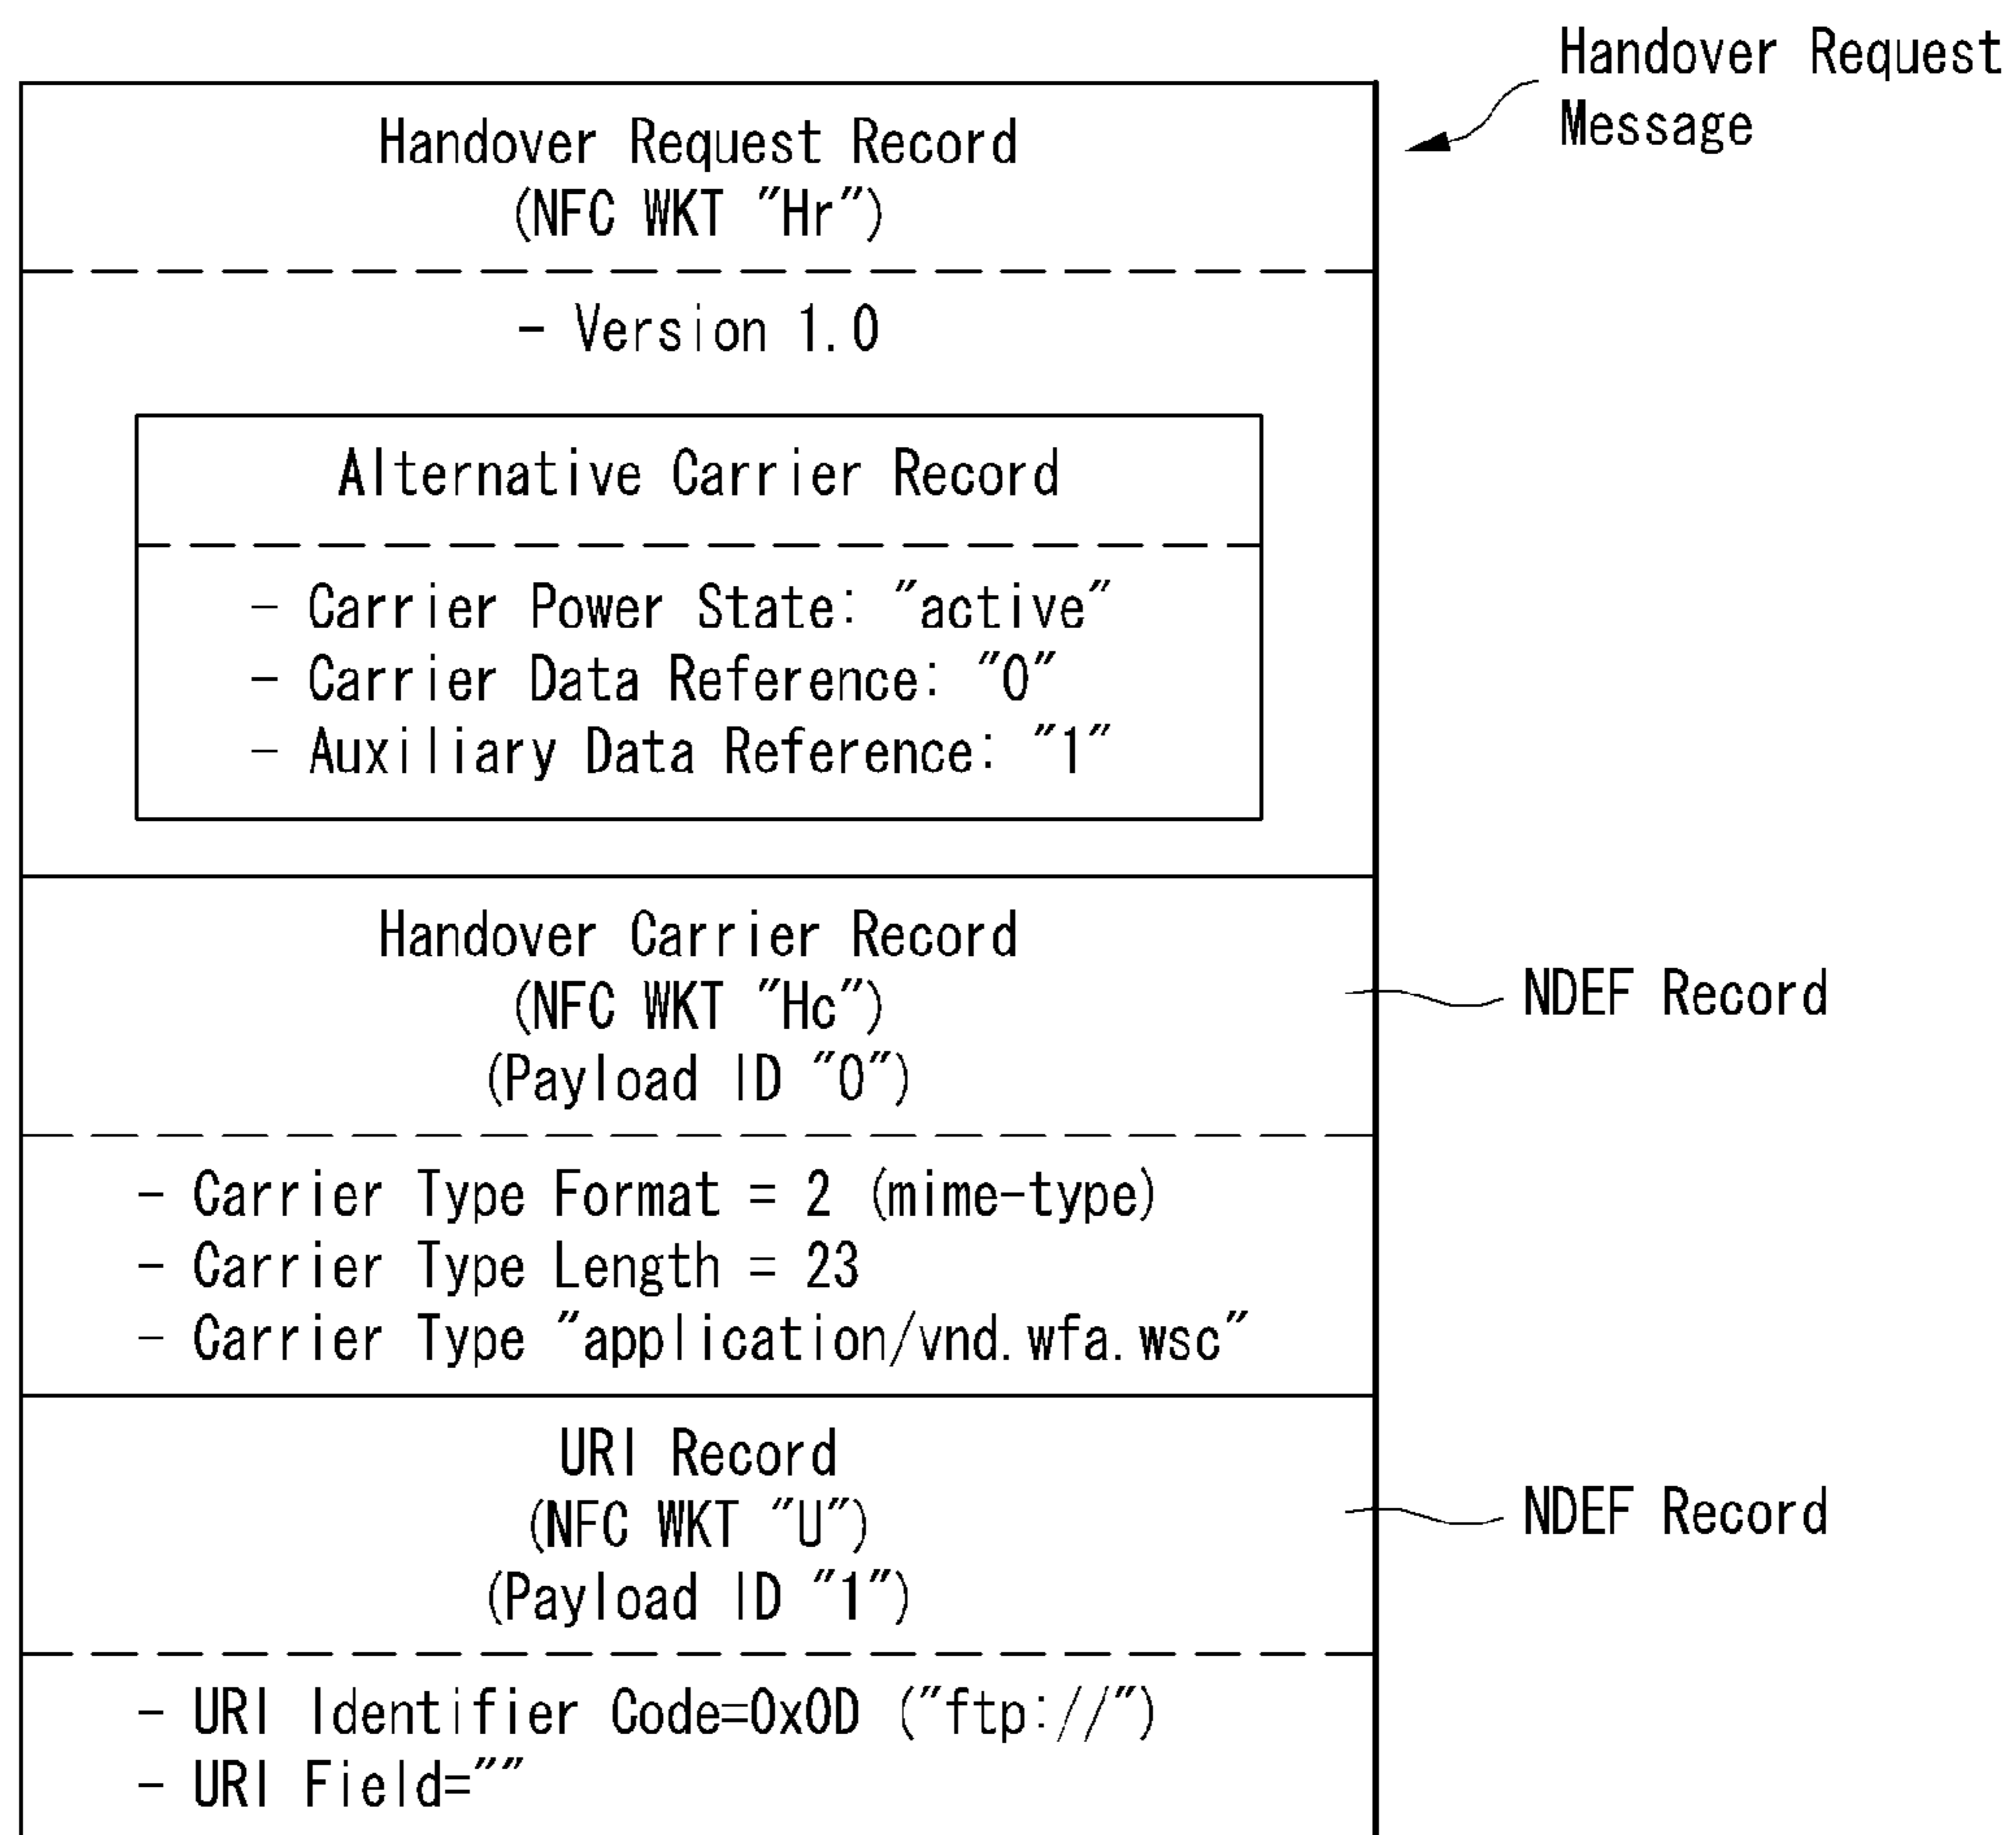 Handover Request
Message
Handover Request Record
(NFC WKT "Hr")
- Version 1.0
Alternative Carrier Record
- Carrier Power State: "active"
- Carrier Data Reference: "0"
- Auxiliary Data Reference: "1"
Handover Carrier Record
(NFC WKT "Hc")
(Payload ID "0")
NDEF Record
- Carrier Type Format = 2 (mime-type)
- Carrier Type Length = 23
- Carrier Type "application/vnd.wfa.wsc"
URI Record
(NFC WKT "U")
(Payload ID "1")
NDEF Record
- URI Identifier Code=0x0D ("ftp://")
- URI Field=""